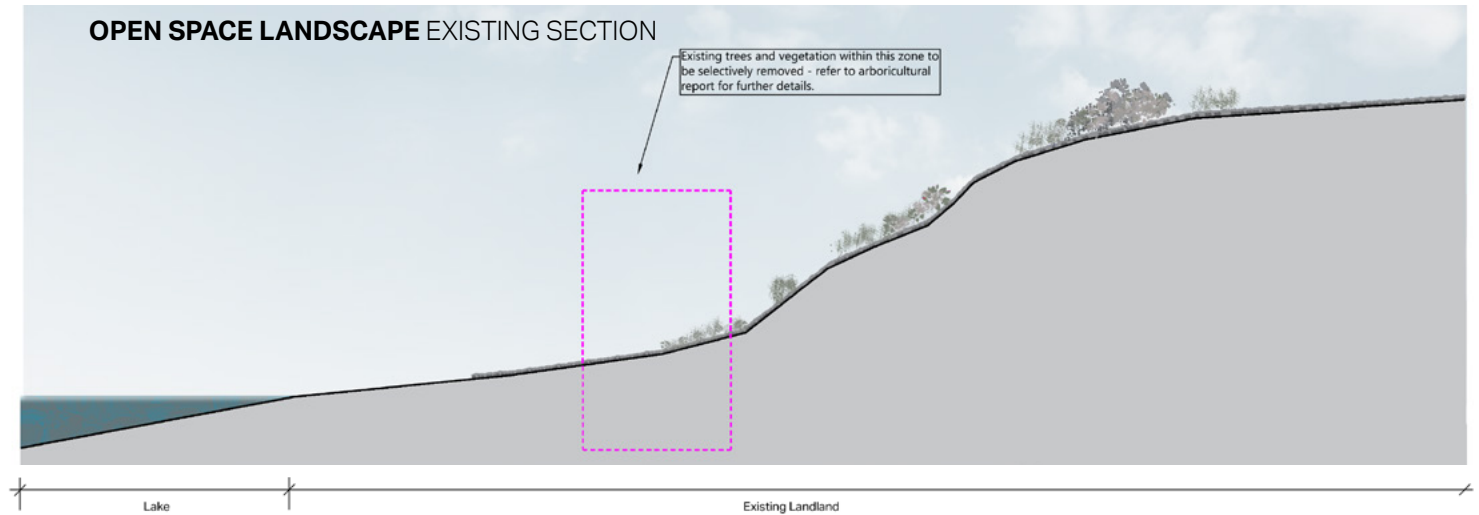 OPEN SPACE LANDSCAPE EXISTING SECTION
Existing trees and vegetation within this zone to
be selectively removed - refer to arboricultural
report for further details.
Lake
Existing Landland